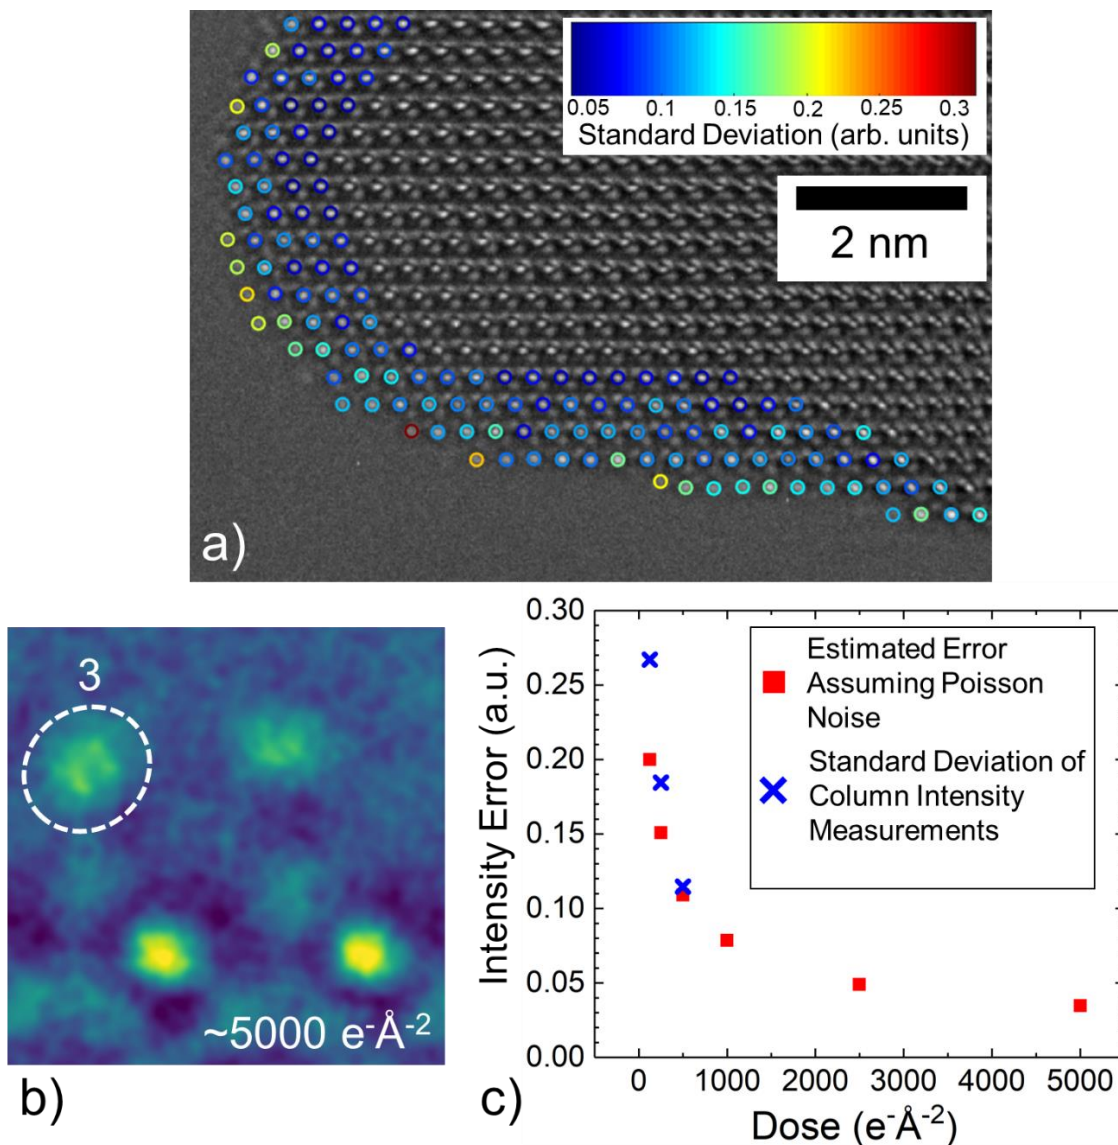 0.05 0.1 0.15 0.2 0.25 0.3
Standard Deviation (arb. units)
2 nm
a)
3
~5000 e⁻Å⁻²
b)
0.30
0.25
0.20
0.15
0.10
0.05
0.00
Intensity Error (a.u.)
Estimated Error
Assuming Poisson
Noise
Standard Deviation of
Column Intensity
Measurements
0 1000 2000 3000 4000 5000
c)
Dose (e⁻Å⁻²)